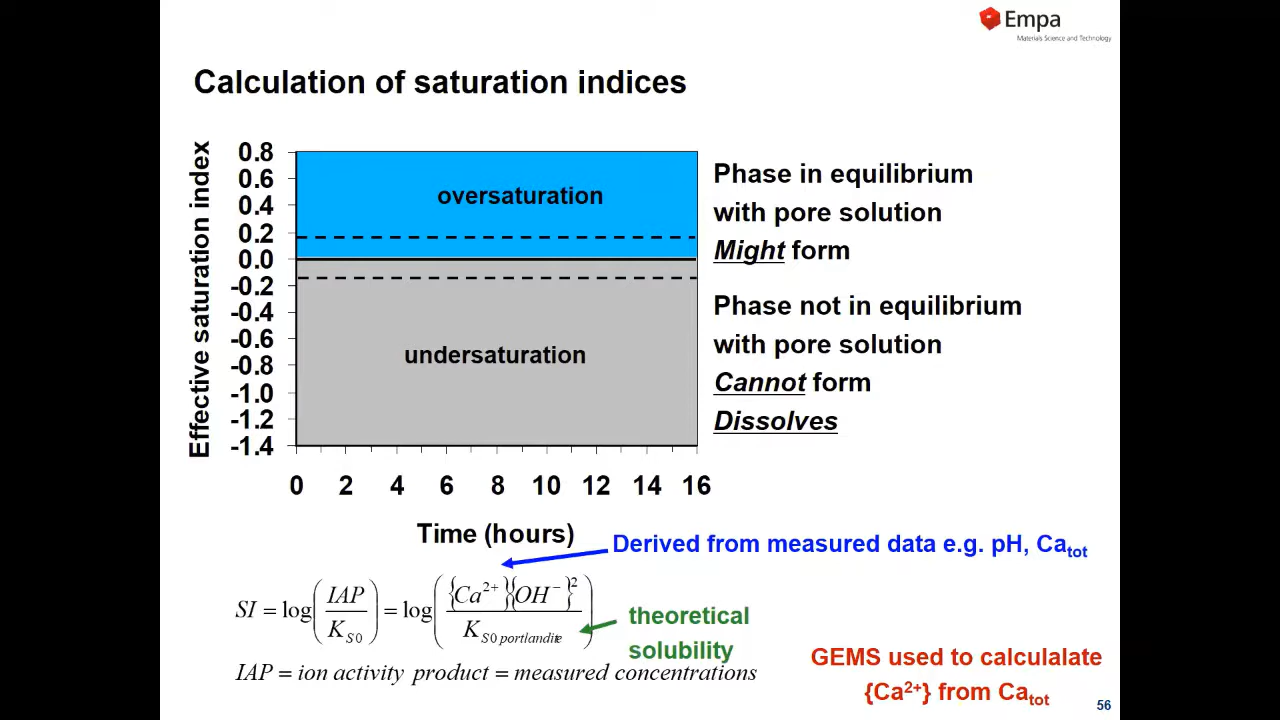 Empa
Materials Science and Technology
Calculation of saturation indices
Effective saturation index
0.8
0.6
0.4
0.2
0.0
-0.2
-0.4
-0.6
-0.8
-1.0
-1.2
-1.4
oversaturation
undersaturation
0 2 4 6 8 10 12 14 16
Time (hours)
Phase in equilibrium
with pore solution
Might form
Phase not in equilibrium
with pore solution
Cannot form
Dissolves
Derived from measured data e.g. pH, Ca_tot
SI = log(IAP / K_S0) = log({Ca²⁺}{OH⁻}² / K_S0 portlandite)
theoretical
solubility
IAP = ion activity product = measured concentrations
GEMS used to calculalate
{Ca²⁺} from Ca_tot
56